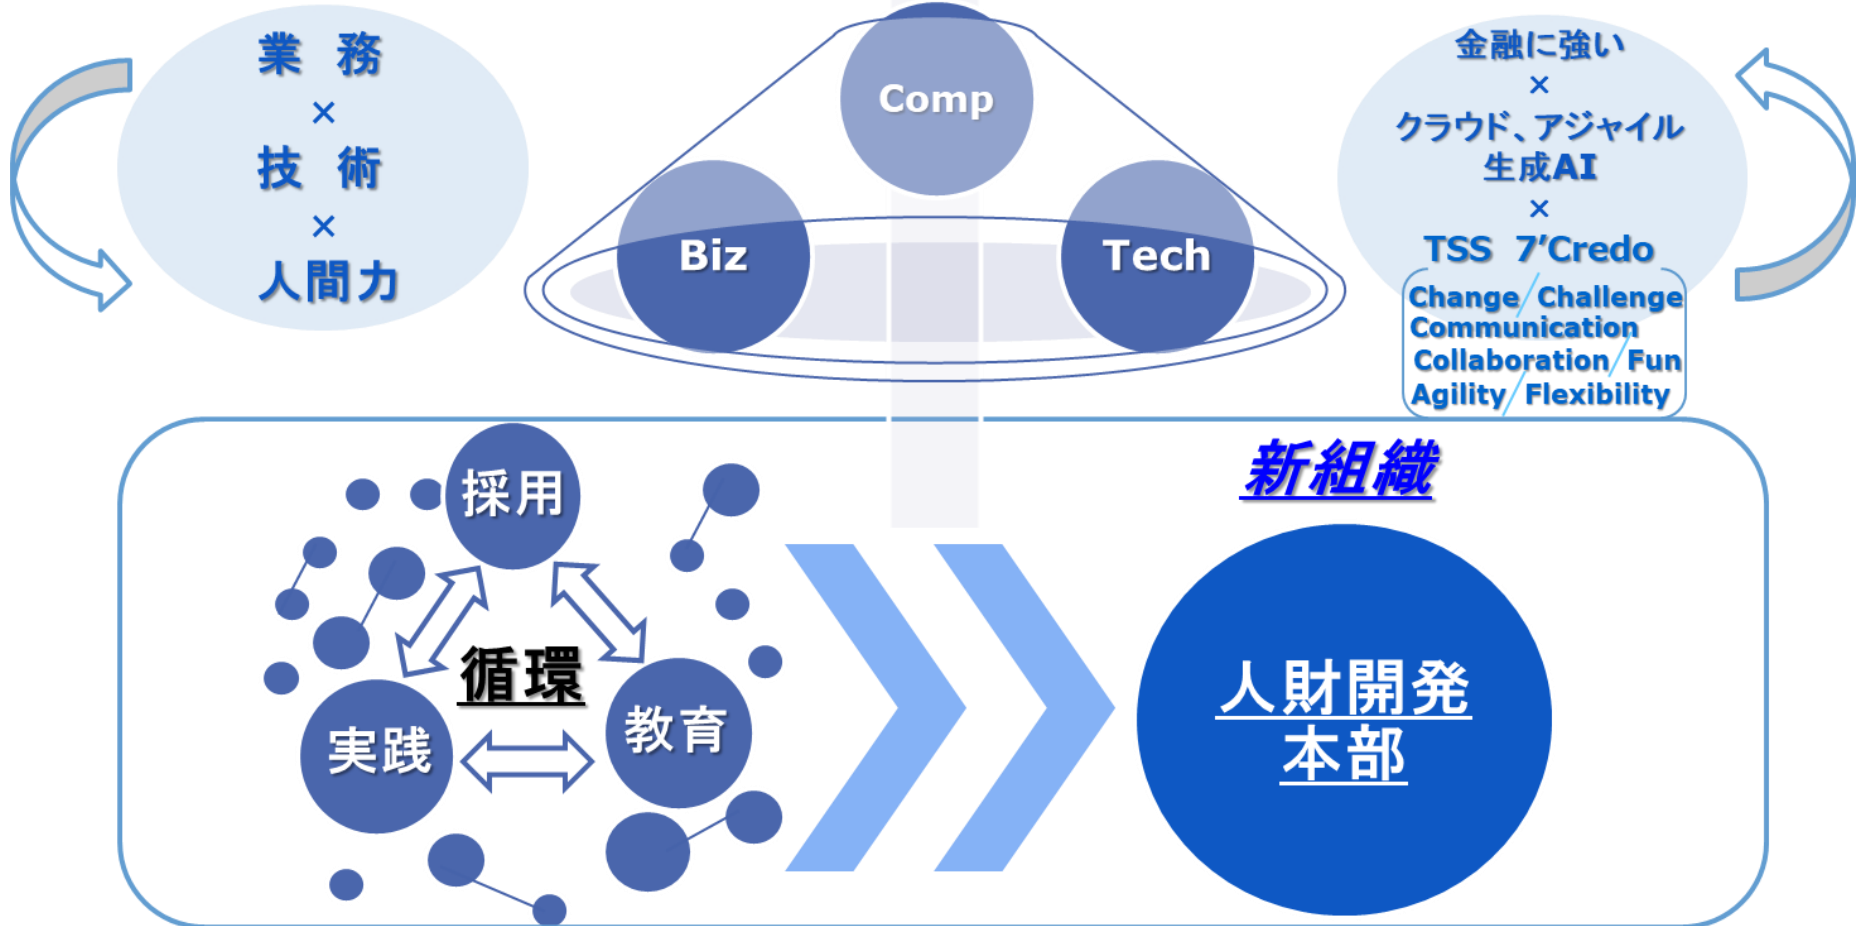 業 務
×
技 術
×
人間力
Comp
Biz
Tech
金融に強い
×
クラウド、アジャイル
生成AI
×
TSS 7’Credo
Change/Challenge
Communication
Collaboration/Fun
Agility/Flexibility
採用
循環
実践
教育
新組織
人財開発
本部